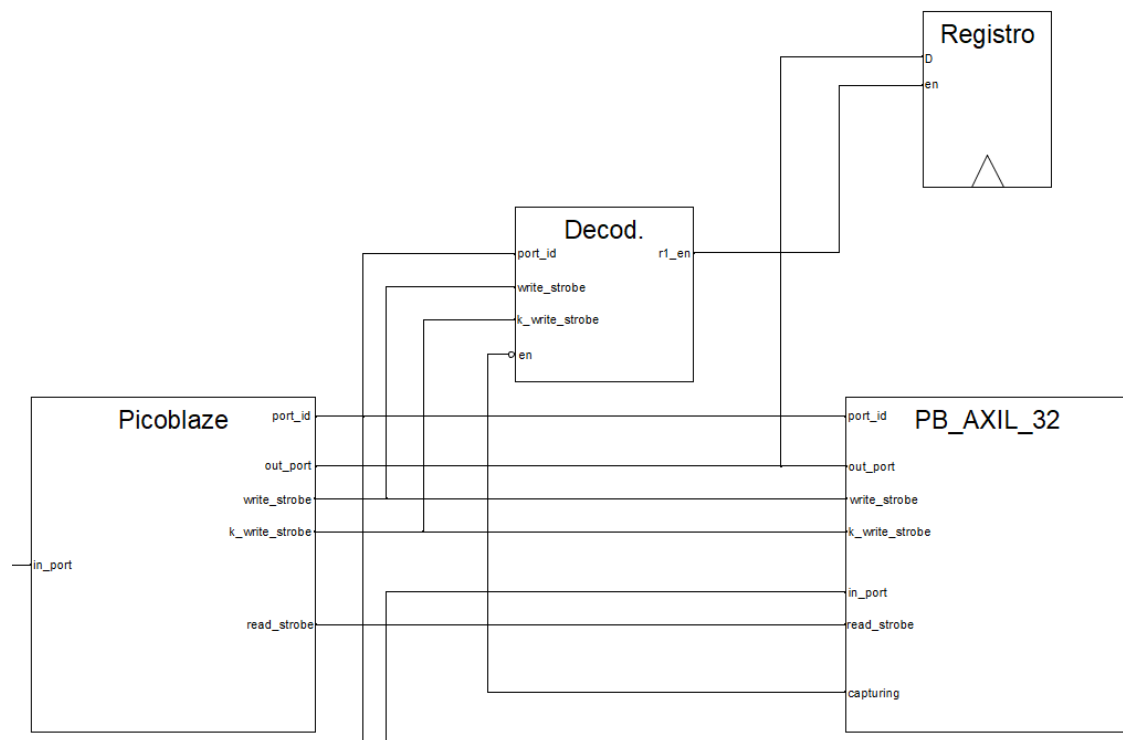 Registro
D
en
Decod.
port_id
r1_en
write_strobe
k_write_strobe
en
Picoblaze
port_id
out_port
write_strobe
k_write_strobe
in_port
read_strobe
PB_AXIL_32
port_id
out_port
write_strobe
k_write_strobe
in_port
read_strobe
capturing